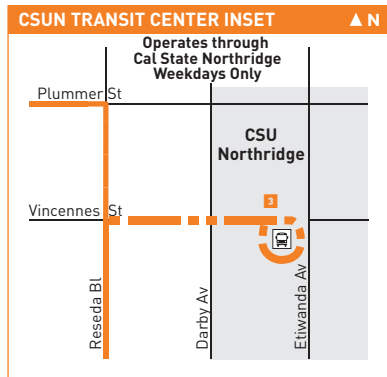 CSUN TRANSIT CENTER INSET
N
Operates through
Cal State Northridge
Weekdays Only
Plummer St
CSU
Northridge
3
Vincennes St
Reseda Bl
Darby Av
Etiwanda Av